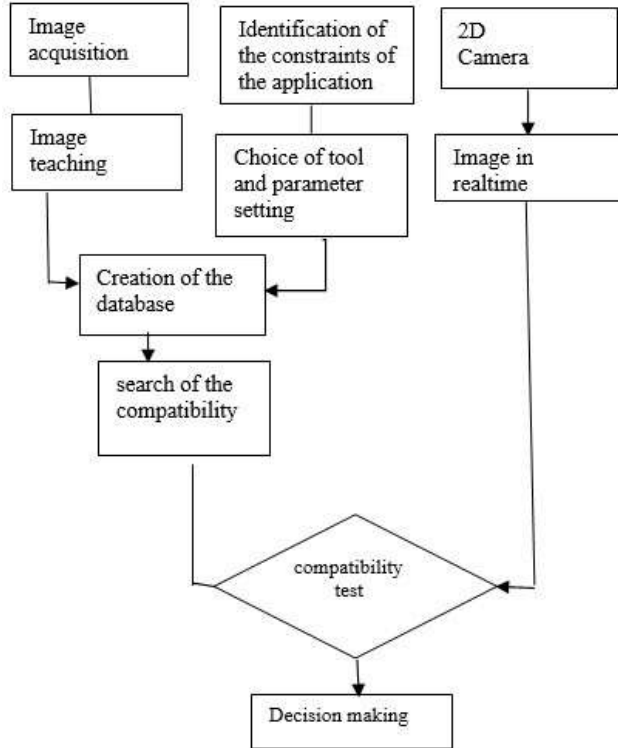 Image
acquisition
Identification of
the constraints of
the application
2D
Camera
Image
teaching
Choice of tool
and parameter
setting
Image in
realtime
Creation of the
database
search of the
compatibility
compatibility
test
Decision making